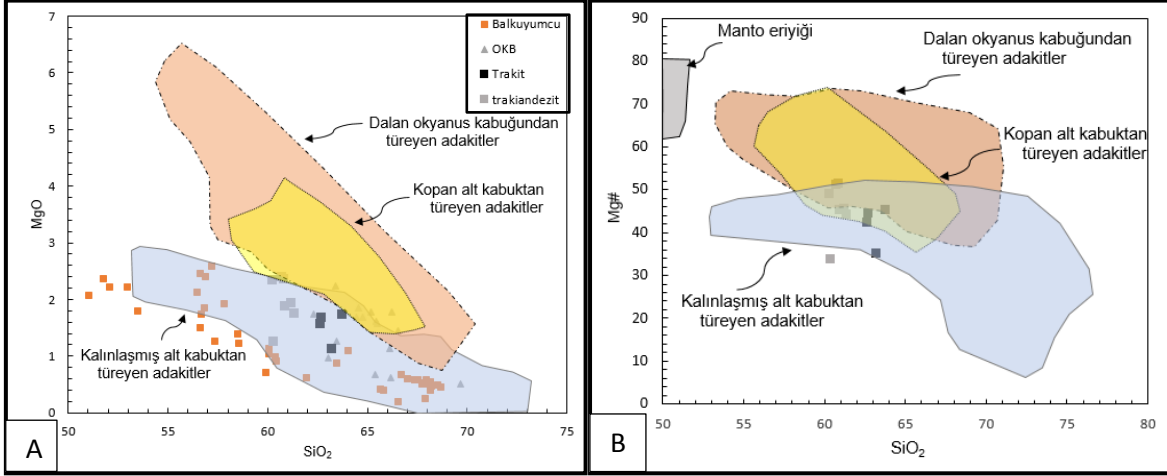 7
6
5
4
3
2
1
0
MgO
50
55
60
65
70
75
SiO₂
Balkuyumcu
OKB
Trakit
trakiandezit
Dalan okyanus kabuğundan
türeyen adakitler
Kopan alt kabuktan
türeyen adakitler
Kalınlaşmış alt kabuktan
türeyen adakitler
A
90
80
70
60
50
40
30
20
10
0
Mg#
50
55
60
65
70
75
80
SiO₂
Manto eriyiği
Dalan okyanus kabuğundan
türeyen adakitler
Kopan alt kabuktan
türeyen adakitler
Kalınlaşmış alt kabuktan
türeyen adakitler
B